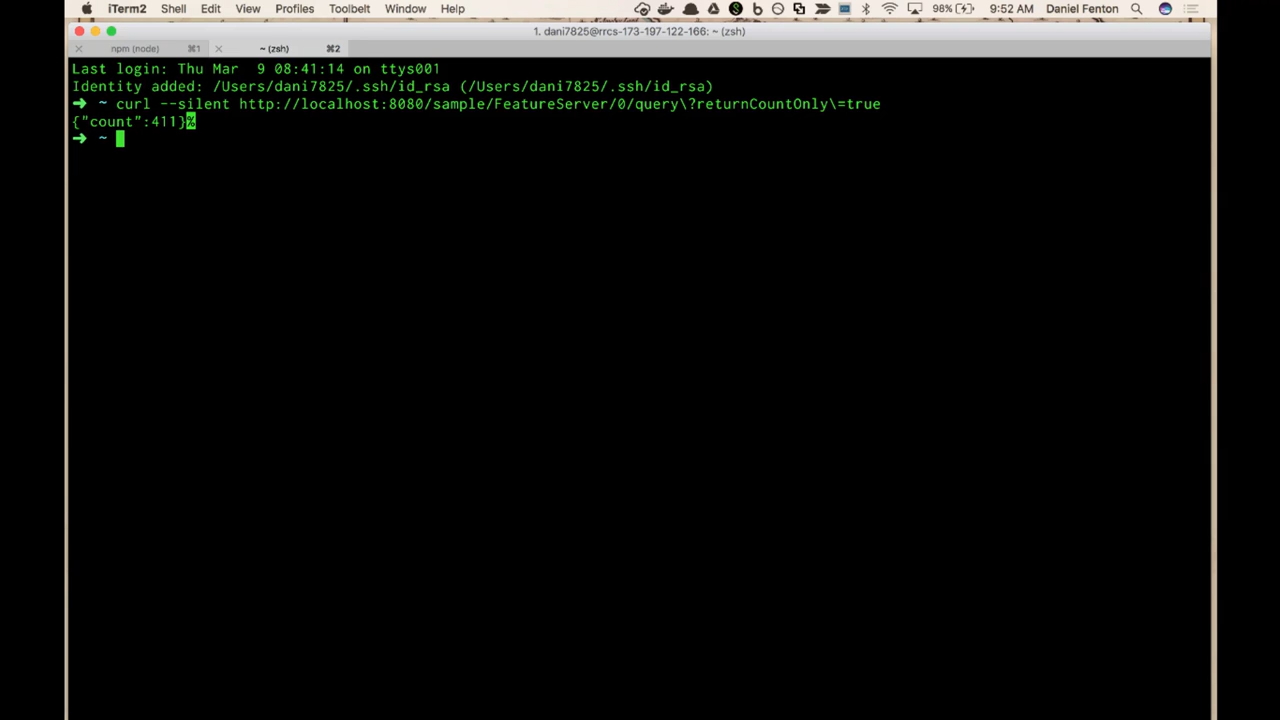 iTerm2 Shell Edit View Profiles Toolbelt Window Help 98% 9:52 AM Daniel Fenton
1. dani7825@rrcs-173-197-122-166: ~ (zsh)
npm (node) ⌘1 ~ (zsh) ⌘2
Last login: Thu Mar  9 08:41:14 on ttys001
Identity added: /Users/dani7825/.ssh/id_rsa (/Users/dani7825/.ssh/id_rsa)
➜ ~ curl --silent http://localhost:8080/sample/FeatureServer/0/query\?returnCountOnly\=true
{"count":411}%
➜ ~